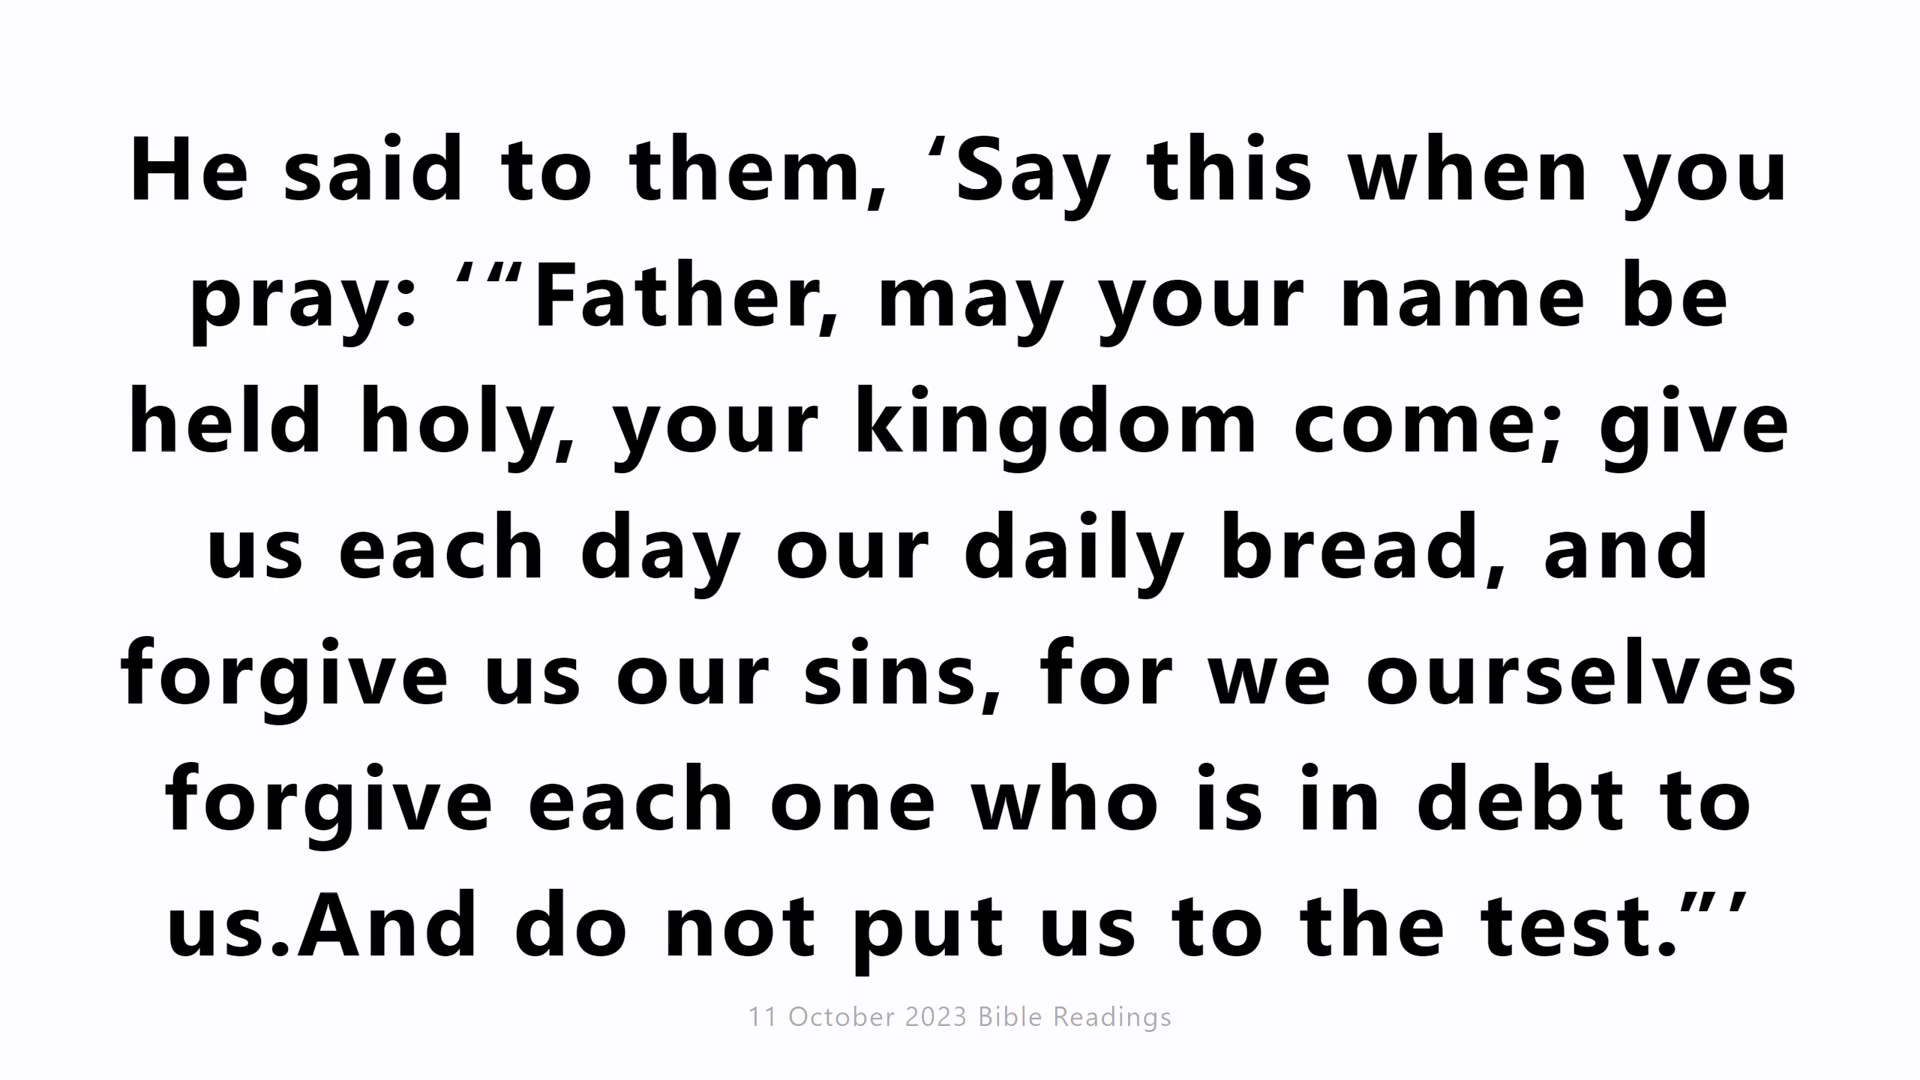 He said to them, ‘Say this when you
pray: ‘“Father, may your name be
held holy, your kingdom come; give
us each day our daily bread, and
forgive us our sins, for we ourselves
forgive each one who is in debt to
us.And do not put us to the test.”’
11 October 2023 Bible Readings